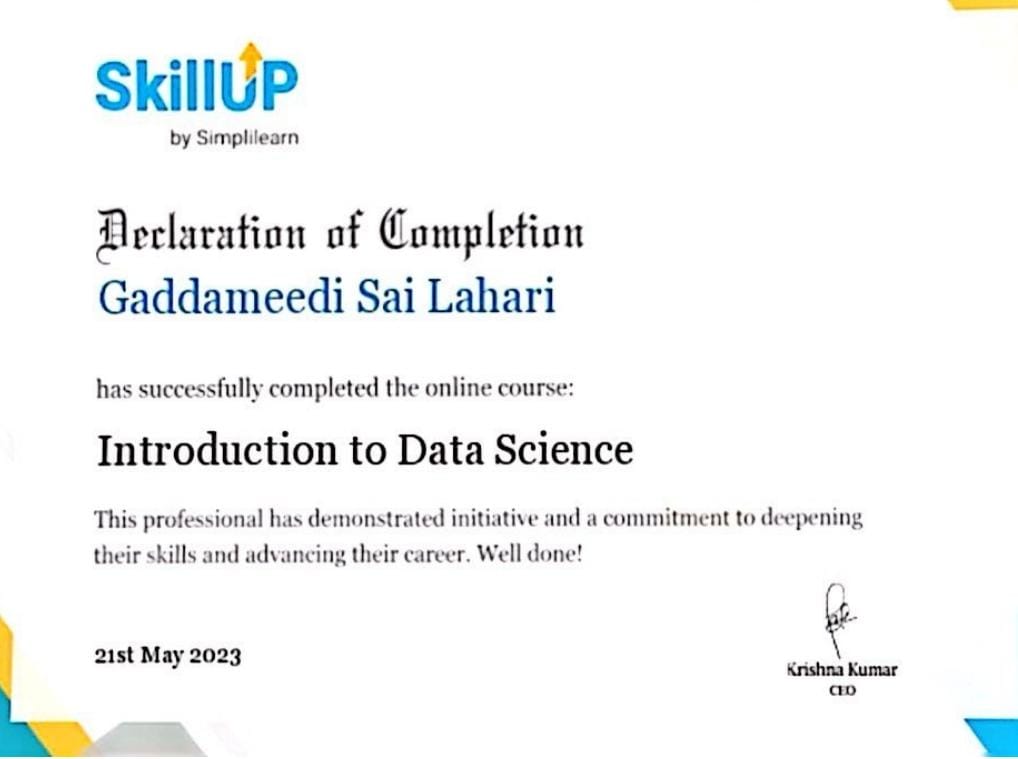 SkillUP
by Simplilearn
Declaration of Completion
Gaddameedi Sai Lahari
has successfully completed the online course:
Introduction to Data Science
This professional has demonstrated initiative and a commitment to deepening
their skills and advancing their career. Well done!
21st May 2023
Krishna Kumar
CEO